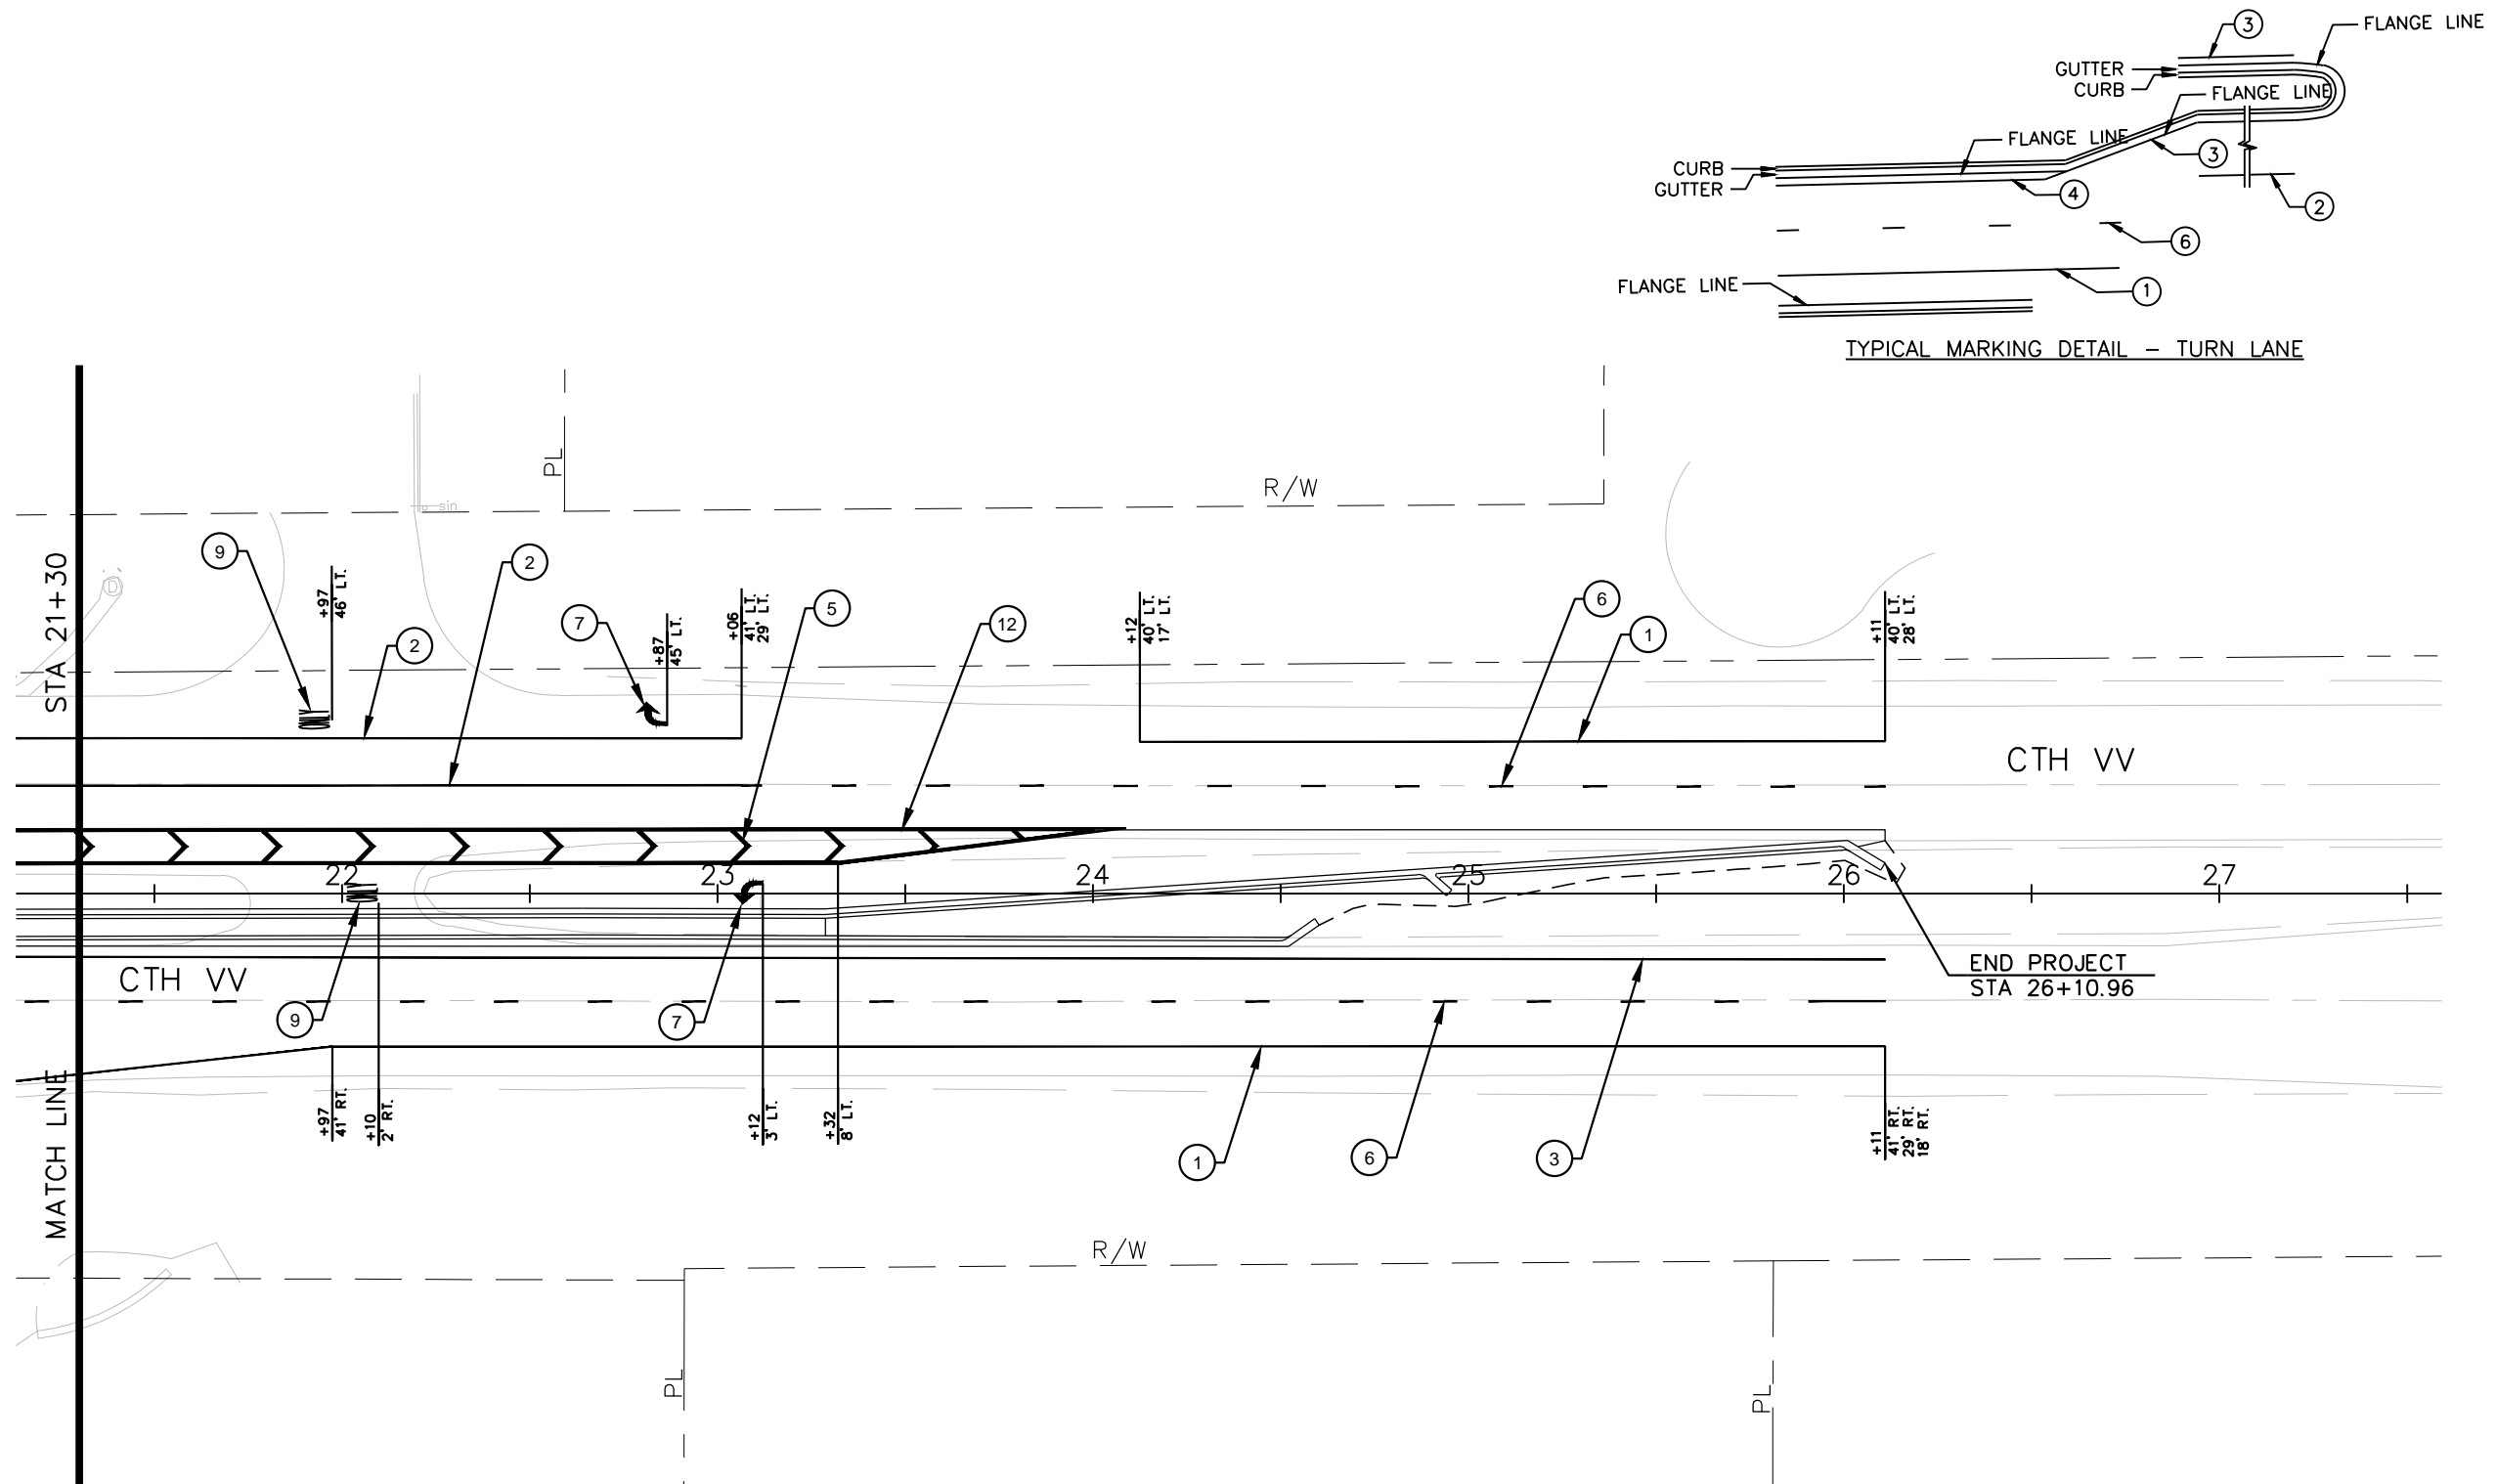 3
FLANGE LINE
GUTTER
CURB
FLANGE LINE
FLANGE LINE
3
CURB
GUTTER
4
2
6
FLANGE LINE
1
TYPICAL MARKING DETAIL - TURN LANE
PL
R/W
sin
STA 21+30
D
9
+97
46' LT.
2
2
7
+87
45' LT.
+06
41' LT.
29' LT.
5
12
+12
40' LT.
17' LT.
6
1
+11
40' LT.
28' LT.
CTH VV
22
23
24
25
26
27
CTH VV
END PROJECT
STA 26+10.96
9
7
MATCH LINE
+97
41' RT.
+10
2' RT.
+12
3' LT.
+32
8' LT.
1
6
3
+11
41' RT.
29' RT.
18' RT.
R/W
PL
PL